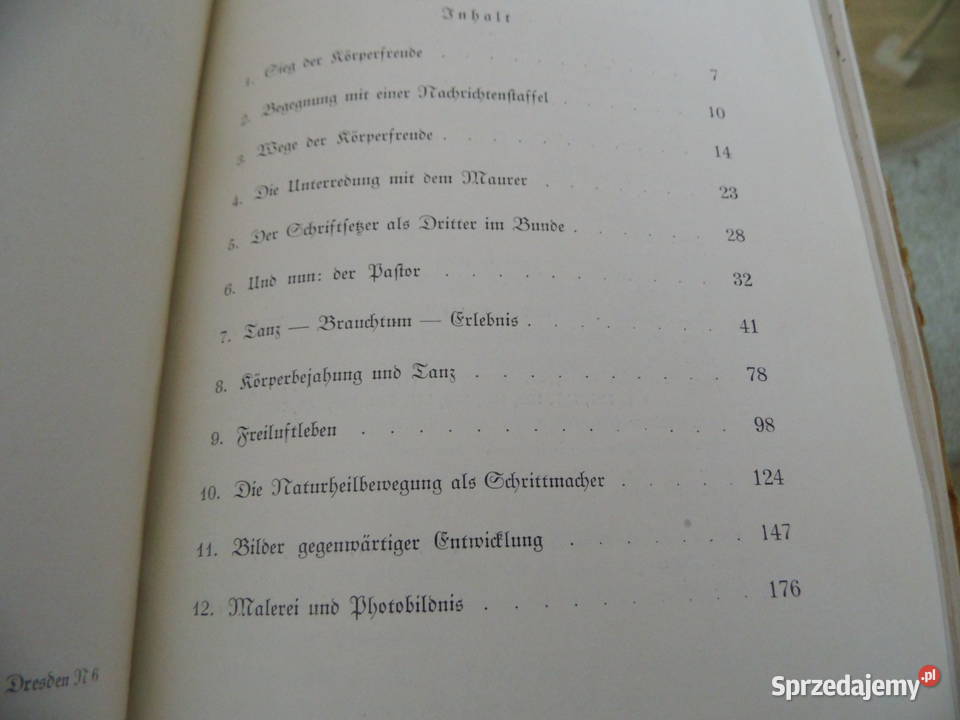 Inhalt
1. Sieg der Körperfreude . . . . . . . 7
2. Begegnung mit einer Nachrichtenstaffel . . . . 10
3. Wege der Körperfreude . . . . . . . . 14
4. Die Unterredung mit dem Maurer . . . . . 23
5. Der Schriftsetzer als Dritter im Bunde . . . . 28
6. Und nun: der Pastor . . . . . . . . 32
7. Tanz — Brauchtum — Erlebnis . . . . . . 41
8. Körperbejahung und Tanz . . . . . . . 78
9. Freiluftleben . . . . . . . . . . . 98
10. Die Naturheilbewegung als Schrittmacher . . . . 124
11. Bilder gegenwärtiger Entwicklung . . . . . 147
12. Malerei und Photobildnis . . . . . . . 176
Dresden N 6
Sprzedajemy.pl